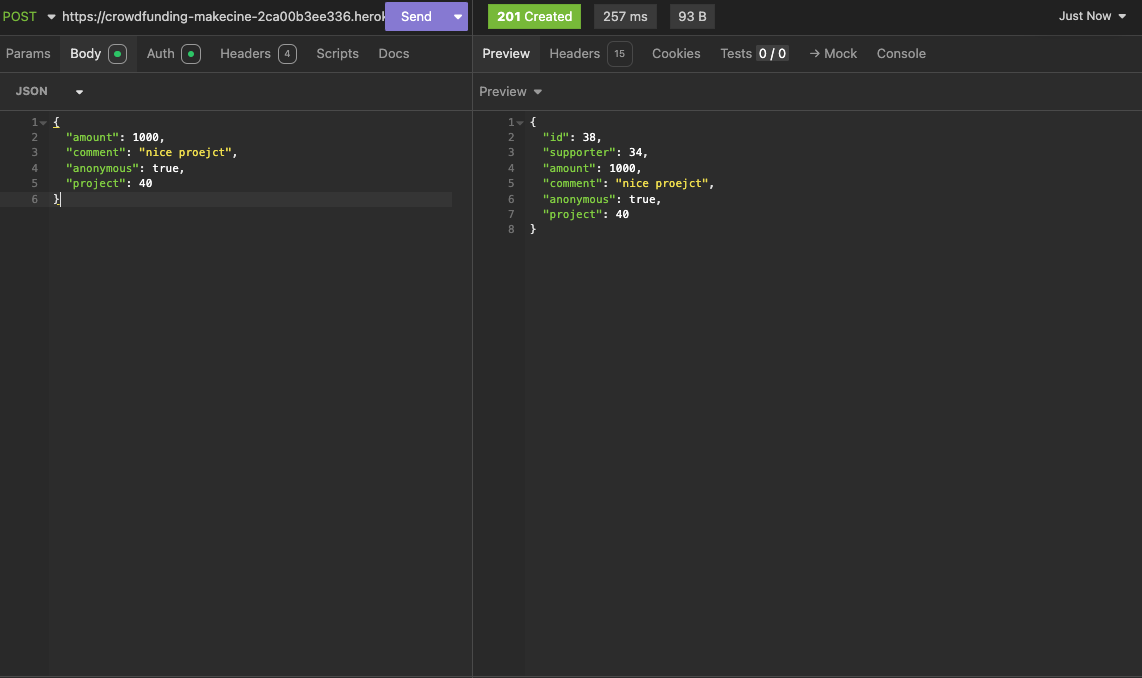 POST https://crowdfunding-makecine-2ca00b3ee336.herok Send
201 Created 257 ms 93 B Just Now
Params Body Auth Headers 4 Scripts Docs
Preview Headers 15 Cookies Tests 0 / 0 → Mock Console
JSON
Preview
1 {
2 "amount": 1000,
3 "comment": "nice proejct",
4 "anonymous": true,
5 "project": 40
6 }
1 {
2 "id": 38,
3 "supporter": 34,
4 "amount": 1000,
5 "comment": "nice proejct",
6 "anonymous": true,
7 "project": 40
8 }